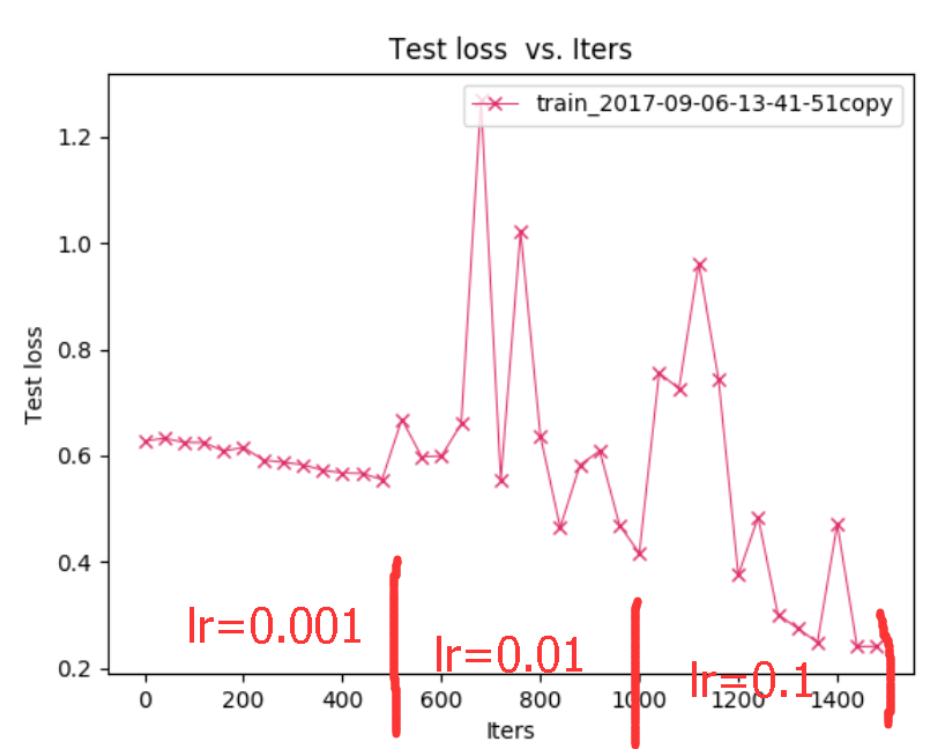 Test loss  vs. Iters
train_2017-09-06-13-41-51copy
Test loss
1.2
1.0
0.8
0.6
0.4
0.2
lr=0.001
lr=0.01
lr=0.1
0 200 400 600 800 1000 1200 1400
Iters